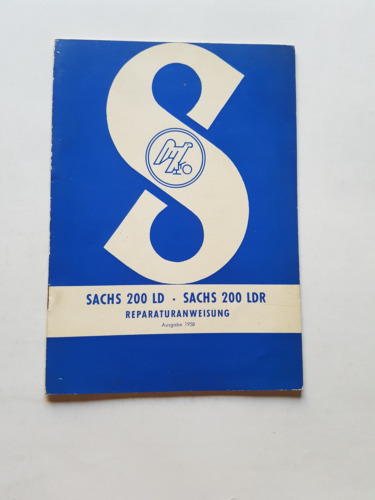 S
SACHS 200 LD · SACHS 200 LDR
REPARATURANWEISUNG
Ausgabe 1958